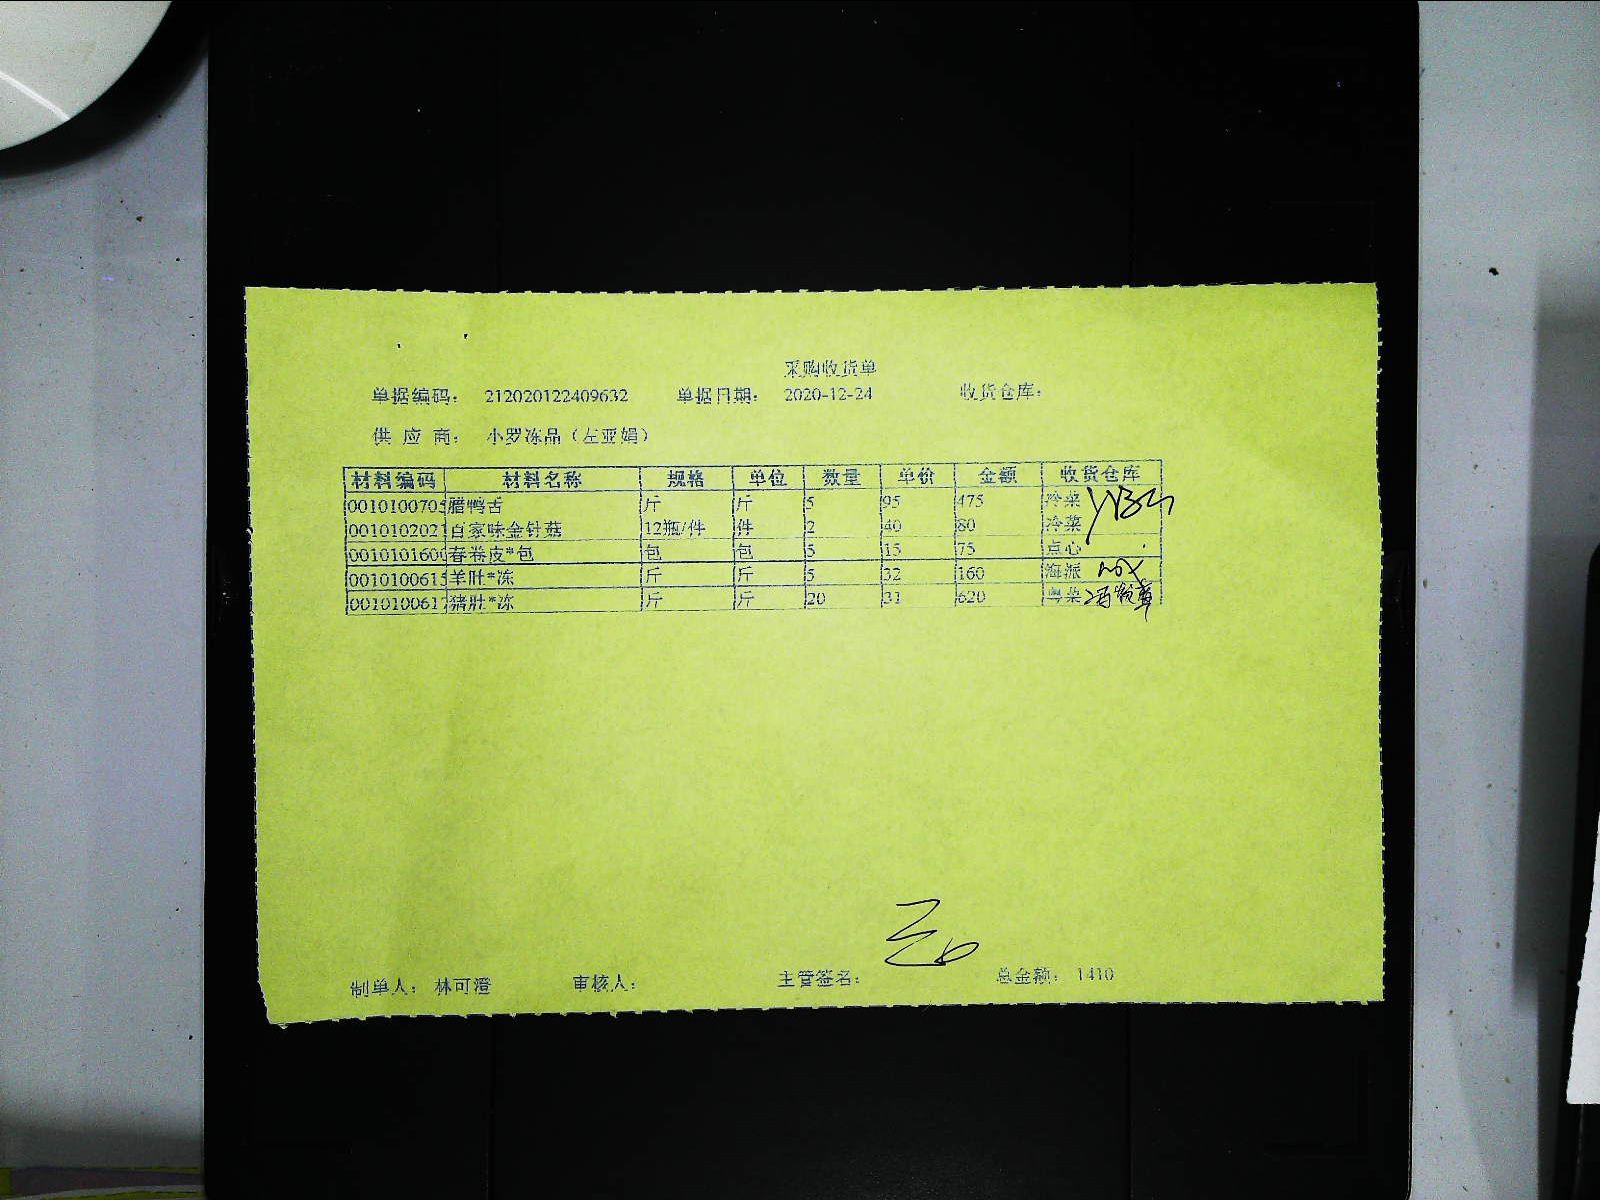 采购收货单
单据编码： 212020122409632 单据日期： 2020-12-24 收货仓库：
供 应 商： 小罗冻品（左亚娟）
材料编码 材料名称 规格 单位 数量 单价 金额 收货仓库
0010100705 腊鸭舌 斤 斤 5 95 475 冷菜
0010102021 百家味金针菇 12瓶/件 件 2 40 80 冷菜
0010101600 春卷皮*包 包 包 5 15 75 点心
0010100615 羊肚*冻 斤 斤 5 32 160 海派
0010100617 猪肚*冻 斤 斤 20 31 620 粤菜
制单人： 林可澄 审核人： 主管签名： 总金额： 1410